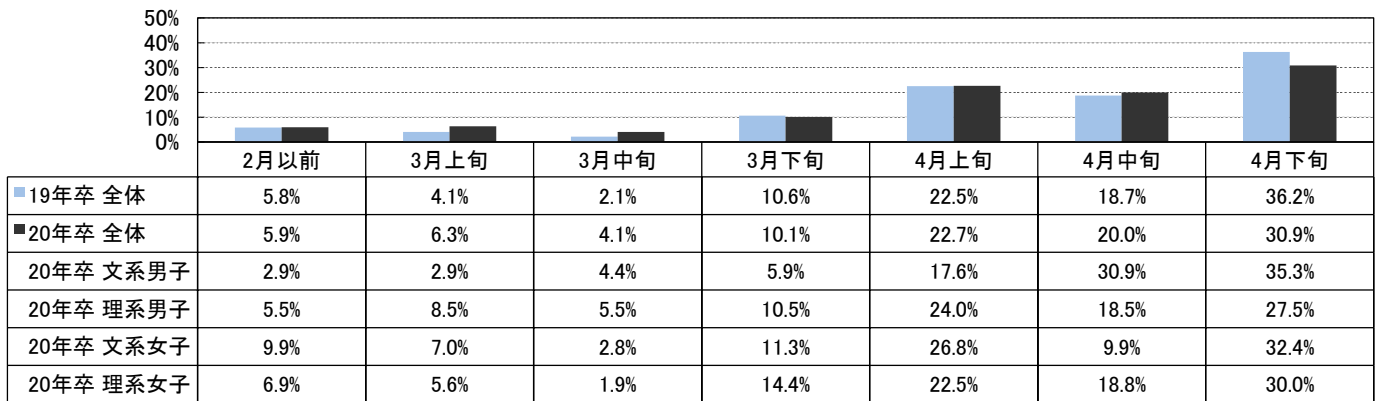 50%
40%
30%
20%
10%
0%
2月以前 3月上旬 3月中旬 3月下旬 4月上旬 4月中旬 4月下旬
19年卒 全体 5.8% 4.1% 2.1% 10.6% 22.5% 18.7% 36.2%
20年卒 全体 5.9% 6.3% 4.1% 10.1% 22.7% 20.0% 30.9%
20年卒 文系男子 2.9% 2.9% 4.4% 5.9% 17.6% 30.9% 35.3%
20年卒 理系男子 5.5% 8.5% 5.5% 10.5% 24.0% 18.5% 27.5%
20年卒 文系女子 9.9% 7.0% 2.8% 11.3% 26.8% 9.9% 32.4%
20年卒 理系女子 6.9% 5.6% 1.9% 14.4% 22.5% 18.8% 30.0%